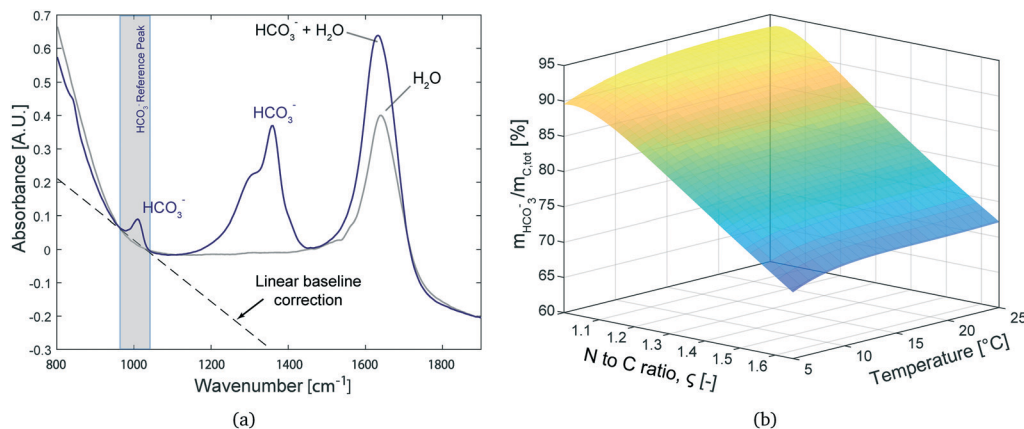 0.7
0.6
0.5
0.4
0.3
0.2
0.1
0
-0.1
-0.2
-0.3
Absorbance [A.U.]
800
1000
1200
1400
1600
1800
Wavenumber [cm⁻¹]
HCO₃⁻ Reference Peak
HCO₃⁻ + H₂O
H₂O
HCO₃⁻
HCO₃⁻
Linear baseline
correction
(a)
95
90
85
80
75
70
65
60
m_HCO₃⁻/m_C,tot [%]
1.1
1.2
1.3
1.4
1.5
1.6
N to C ratio, ς [-]
5
10
15
20
25
Temperature [°C]
(b)